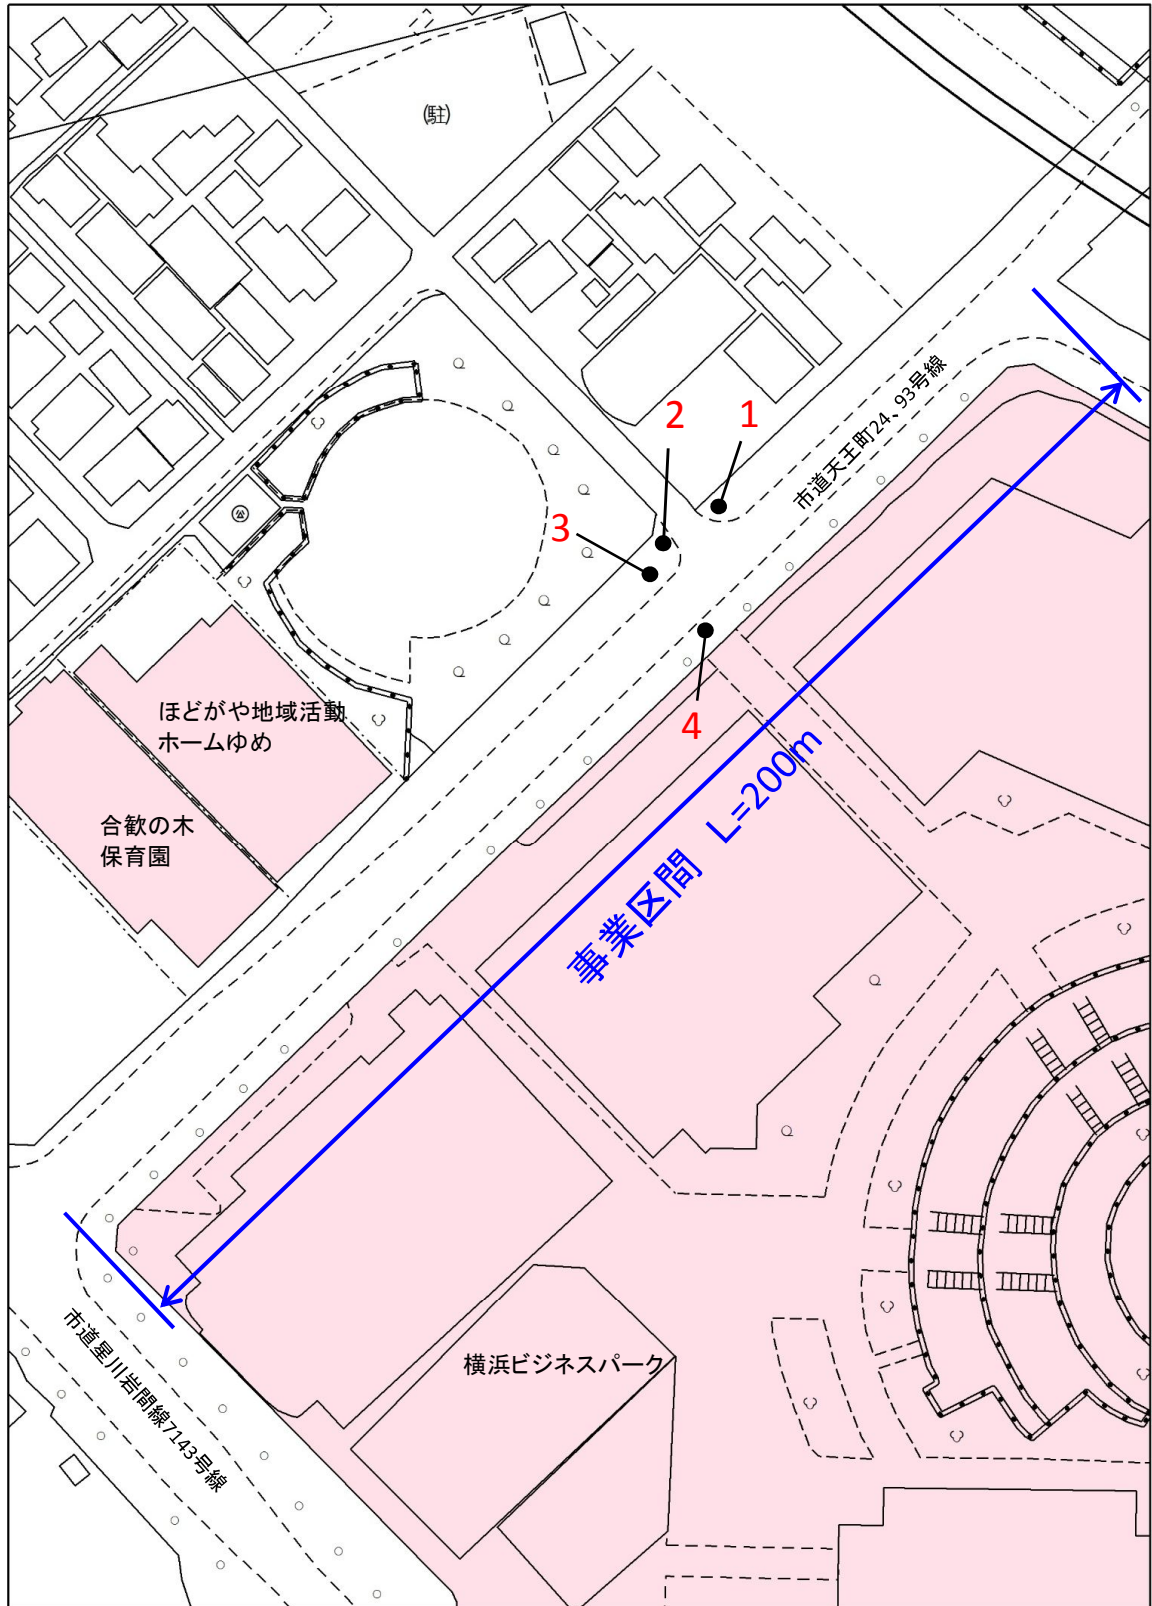 (駐)
市道天王町24、93号線
2
1
3
4
ほどがや地域活動
ホームゆめ
合歓の木
保育園
事業区間 L=200m
横浜ビジネスパーク
市道星川岩間線7143号線